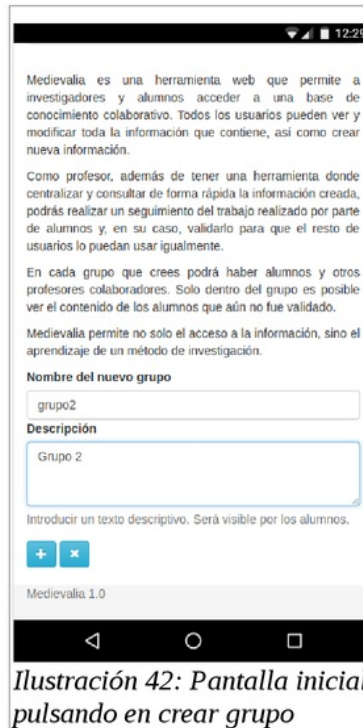 12:29
Medievalia es una herramienta web que permite a
investigadores y alumnos acceder a una base de
conocimiento colaborativo. Todos los usuarios pueden ver y
modificar toda la información que contiene, así como crear
nueva información.
Como profesor, además de tener una herramienta donde
centralizar y consultar de forma rápida la información creada,
podrás realizar un seguimiento del trabajo realizado por parte
de alumnos y, en su caso, validarlo para que el resto de
usuarios lo puedan usar igualmente.
En cada grupo que crees podrá haber alumnos y otros
profesores colaboradores. Solo dentro del grupo es posible
ver el contenido de los alumnos que aún no fue validado.
Medievalia permite no solo el acceso a la información, sino el
aprendizaje de un método de investigación.
Nombre del nuevo grupo
grupo2
Descripción
Grupo 2
Introducir un texto descriptivo. Será visible por los alumnos.
Medievalia 1.0
Ilustración 42: Pantalla inicial
pulsando en crear grupo